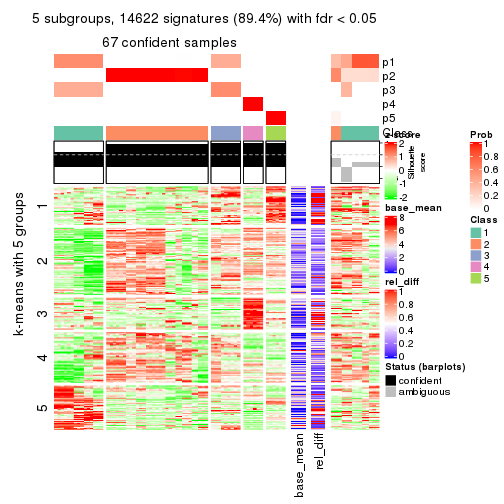 5 subgroups, 14622 signatures (89.4%) with fdr < 0.05
67 confident samples
p1
p2
p3
p4
p5
Class
1
2
3
4
5
k-means with 5 groups
base_mean
rel_diff
Silhouette
score
z-score
2
1
0
-1
-2
base_mean
8
6
4
2
0
rel_diff
1
0.8
0.6
0.4
0.2
0
Status (barplots)
confident
ambiguous
Prob
1
0.8
0.6
0.4
0.2
0
Class
1
2
3
4
5